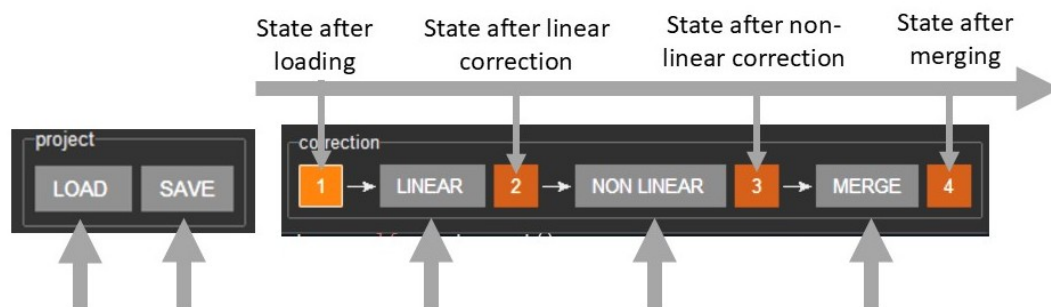 State after
loading
State after linear
correction
State after non-
linear correction
State after
merging
project
LOAD
SAVE
correction
1
LINEAR
2
NON LINEAR
3
MERGE
4